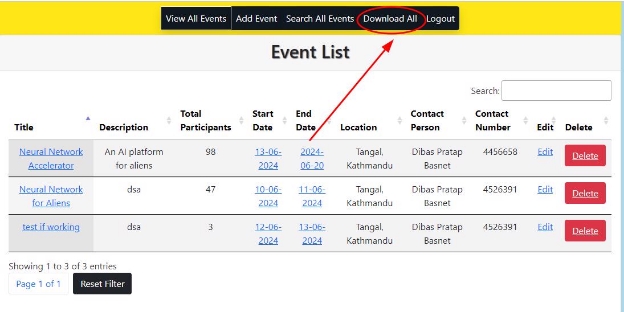 View All Events Add Event Search All Events Download All Logout
Event List
Search:
Title Description Total Participants Start Date End Date Location Contact Person Contact Number Edit Delete
Neural Network Accelerator An AI platform for aliens 98 13-06-2024 2024-06-20 Tangal, Kathmandu Dibas Pratap Basnet 4456658 Edit Delete
Neural Network for Aliens dsa 47 10-06-2024 11-06-2024 Tangal, Kathmandu Dibas Pratap Basnet 4526391 Edit Delete
test if working dsa 3 12-06-2024 13-06-2024 Tangal, Kathmandu Dibas Pratap Basnet 4526391 Edit Delete
Showing 1 to 3 of 3 entries
Page 1 of 1 Reset Filter